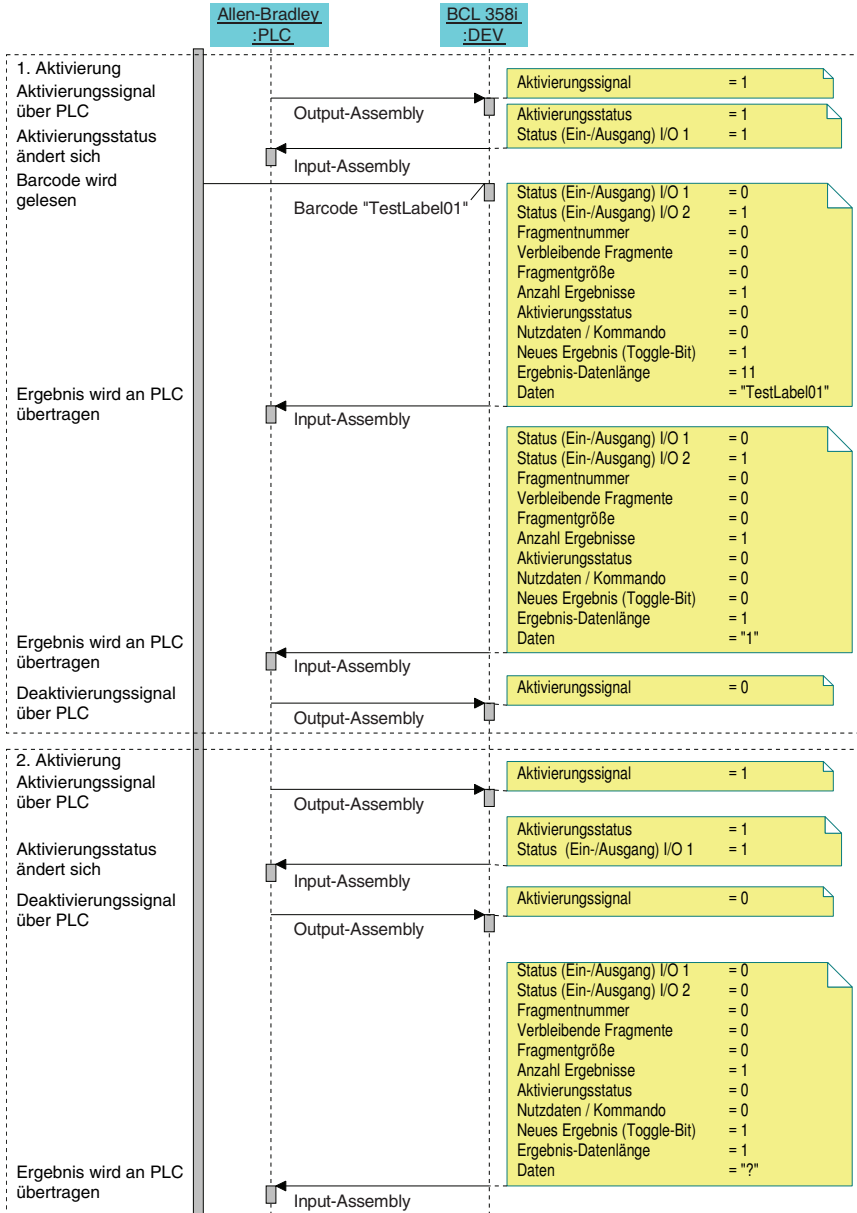 Allen-Bradley
:PLC
BCL 358i
:DEV
1. Aktivierung
Aktivierungssignal
über PLC
Output-Assembly
Aktivierungssignal = 1
Aktivierungsstatus
ändert sich
Input-Assembly
Aktivierungsstatus = 1
Status (Ein-/Ausgang) I/O 1 = 1
Barcode wird
gelesen
Barcode "TestLabel01"
Status (Ein-/Ausgang) I/O 1 = 0
Status (Ein-/Ausgang) I/O 2 = 1
Fragmentnummer = 0
Verbleibende Fragmente = 0
Fragmentgröße = 0
Anzahl Ergebnisse = 1
Aktivierungsstatus = 0
Nutzdaten / Kommando = 0
Neues Ergebnis (Toggle-Bit) = 1
Ergebnis-Datenlänge = 11
Daten = "TestLabel01"
Ergebnis wird an PLC
übertragen
Input-Assembly
Status (Ein-/Ausgang) I/O 1 = 0
Status (Ein-/Ausgang) I/O 2 = 1
Fragmentnummer = 0
Verbleibende Fragmente = 0
Fragmentgröße = 0
Anzahl Ergebnisse = 1
Aktivierungsstatus = 0
Nutzdaten / Kommando = 0
Neues Ergebnis (Toggle-Bit) = 0
Ergebnis-Datenlänge = 1
Daten = "1"
Ergebnis wird an PLC
übertragen
Input-Assembly
Deaktivierungssignal
über PLC
Output-Assembly
Aktivierungssignal = 0
2. Aktivierung
Aktivierungssignal
über PLC
Output-Assembly
Aktivierungssignal = 1
Aktivierungsstatus
ändert sich
Input-Assembly
Aktivierungsstatus = 1
Status (Ein-/Ausgang) I/O 1 = 1
Deaktivierungssignal
über PLC
Output-Assembly
Aktivierungssignal = 0
Status (Ein-/Ausgang) I/O 1 = 0
Status (Ein-/Ausgang) I/O 2 = 0
Fragmentnummer = 0
Verbleibende Fragmente = 0
Fragmentgröße = 0
Anzahl Ergebnisse = 1
Aktivierungsstatus = 0
Nutzdaten / Kommando = 0
Neues Ergebnis (Toggle-Bit) = 1
Ergebnis-Datenlänge = 1
Daten = "?"
Ergebnis wird an PLC
übertragen
Input-Assembly